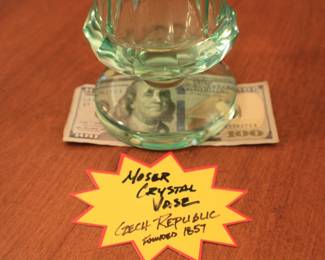 100
MOSER
CRYSTAL
VASE
CZECH REPUBLIC
FOUNDED 1857